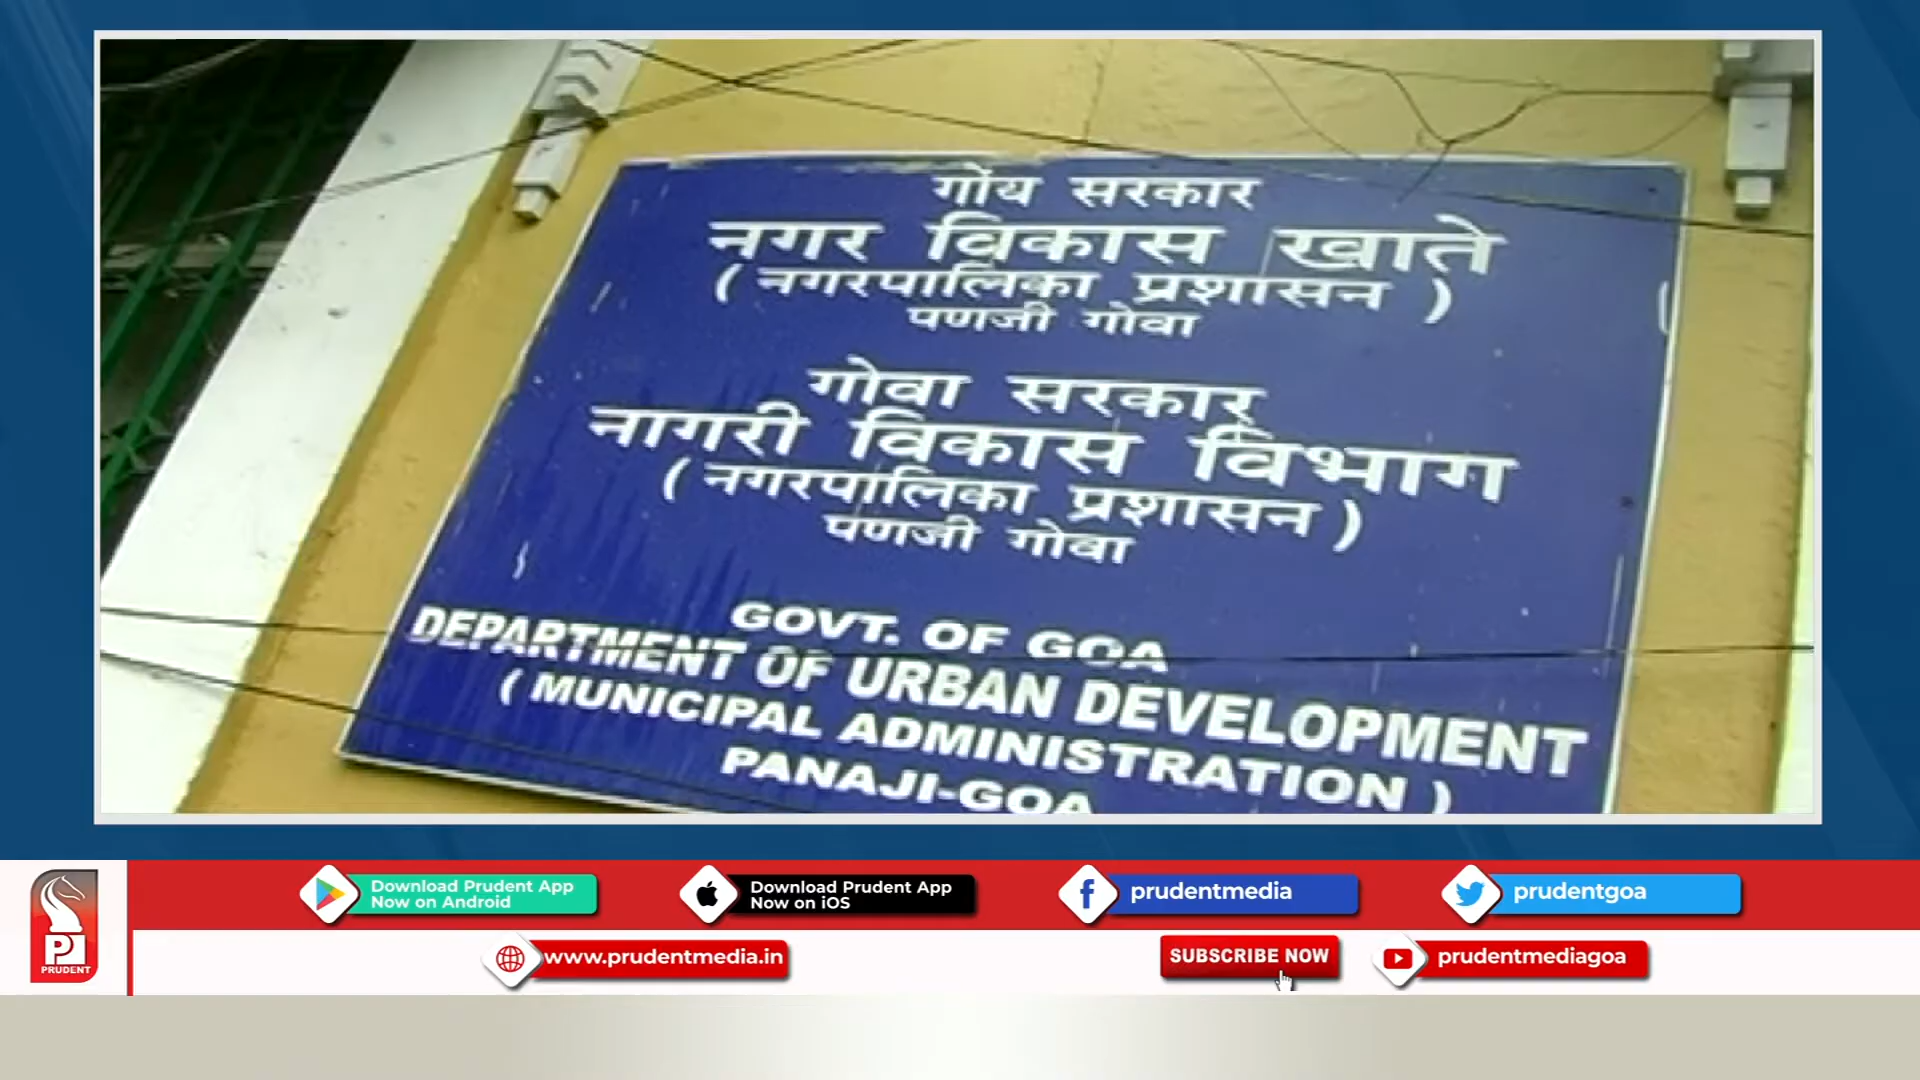 गोंय सरकार
नगर विकास खाते
( नगरपालिका प्रशासन )
पणजी गोवा
गोवा सरकार
नागरी विकास विभाग
( नगरपालिका प्रशासन )
पणजी गोवा
GOVT. OF GOA
DEPARTMENT OF URBAN DEVELOPMENT
( MUNICIPAL ADMINISTRATION )
PANAJI-GOA
Download Prudent App
Now on Android
Download Prudent App
Now on iOS
prudentmedia
prudentgoa
PRUDENT
www.prudentmedia.in
SUBSCRIBE NOW
prudentmediagoa